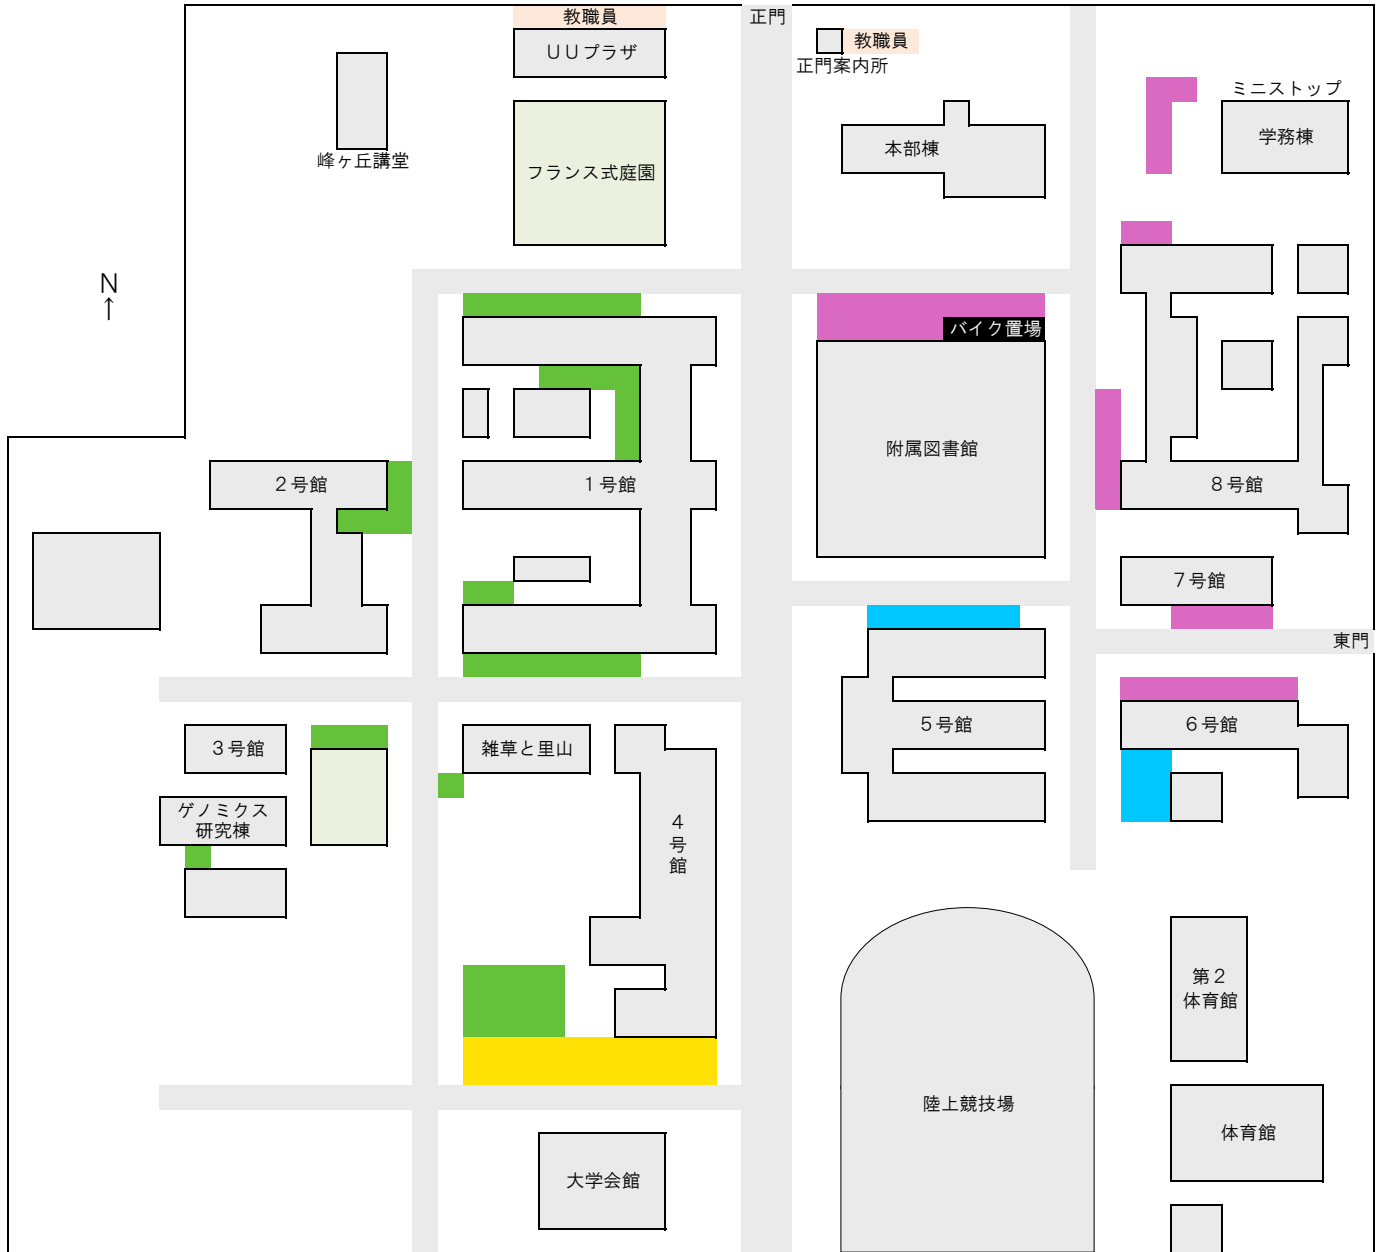 教職員
正門
ＵＵプラザ
教職員
正門案内所
ミニストップ
峰ヶ丘講堂
フランス式庭園
本部棟
学務棟
N
↑
バイク置場
２号館
１号館
附属図書館
８号館
７号館
東門
３号館
雑草と里山
５号館
６号館
ゲノミクス
研究棟
４
号
館
第２
体育館
陸上競技場
体育館
大学会館